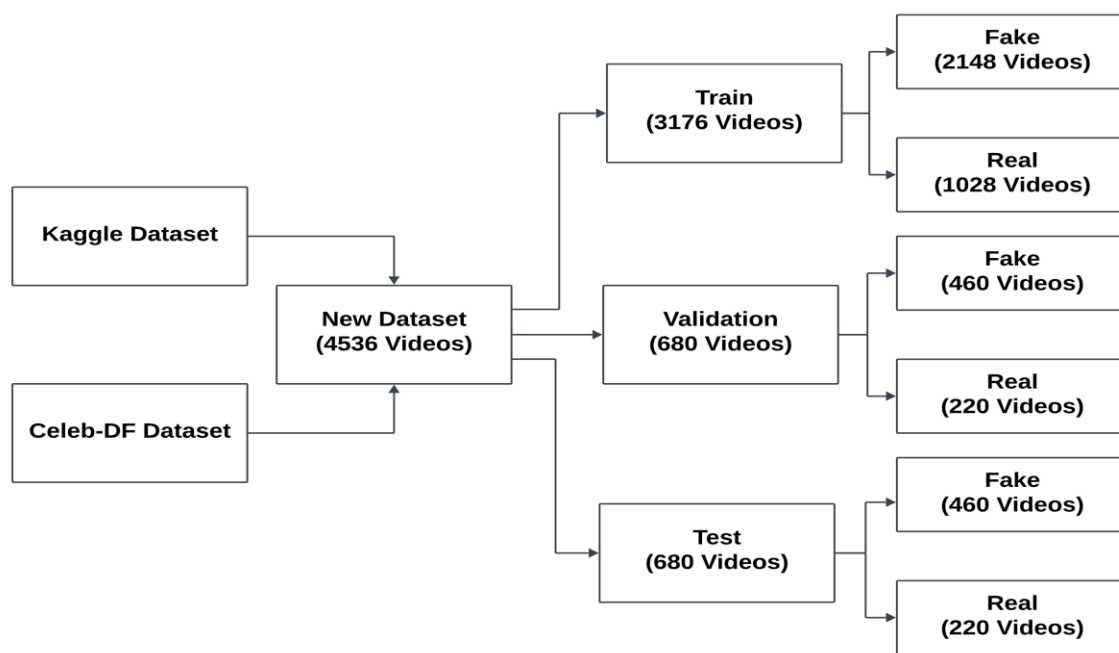 Kaggle Dataset
Celeb-DF Dataset
New Dataset
(4536 Videos)
Train
(3176 Videos)
Fake
(2148 Videos)
Real
(1028 Videos)
Validation
(680 Videos)
Fake
(460 Videos)
Real
(220 Videos)
Test
(680 Videos)
Fake
(460 Videos)
Real
(220 Videos)